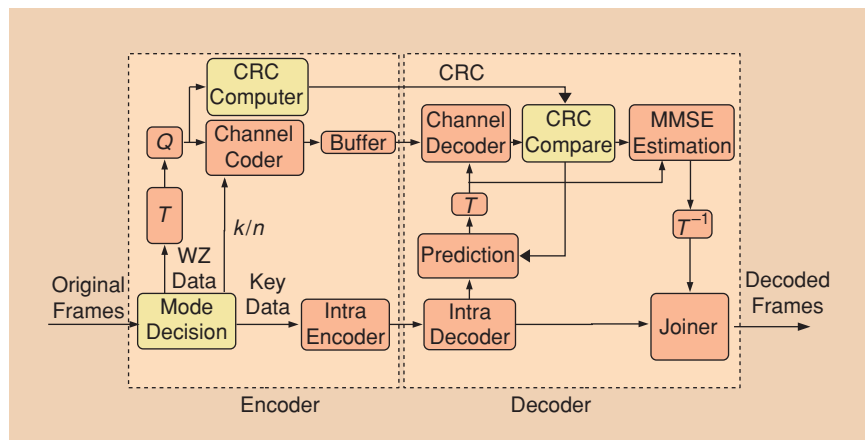 CRC
Computer
CRC
Q
Channel
Coder
Buffer
Channel
Decoder
CRC
Compare
MMSE
Estimation
T
k/n
T
T⁻¹
WZ
Data
Prediction
Original
Frames
Mode
Decision
Key
Data
Intra
Encoder
Intra
Decoder
Joiner
Decoded
Frames
Encoder
Decoder